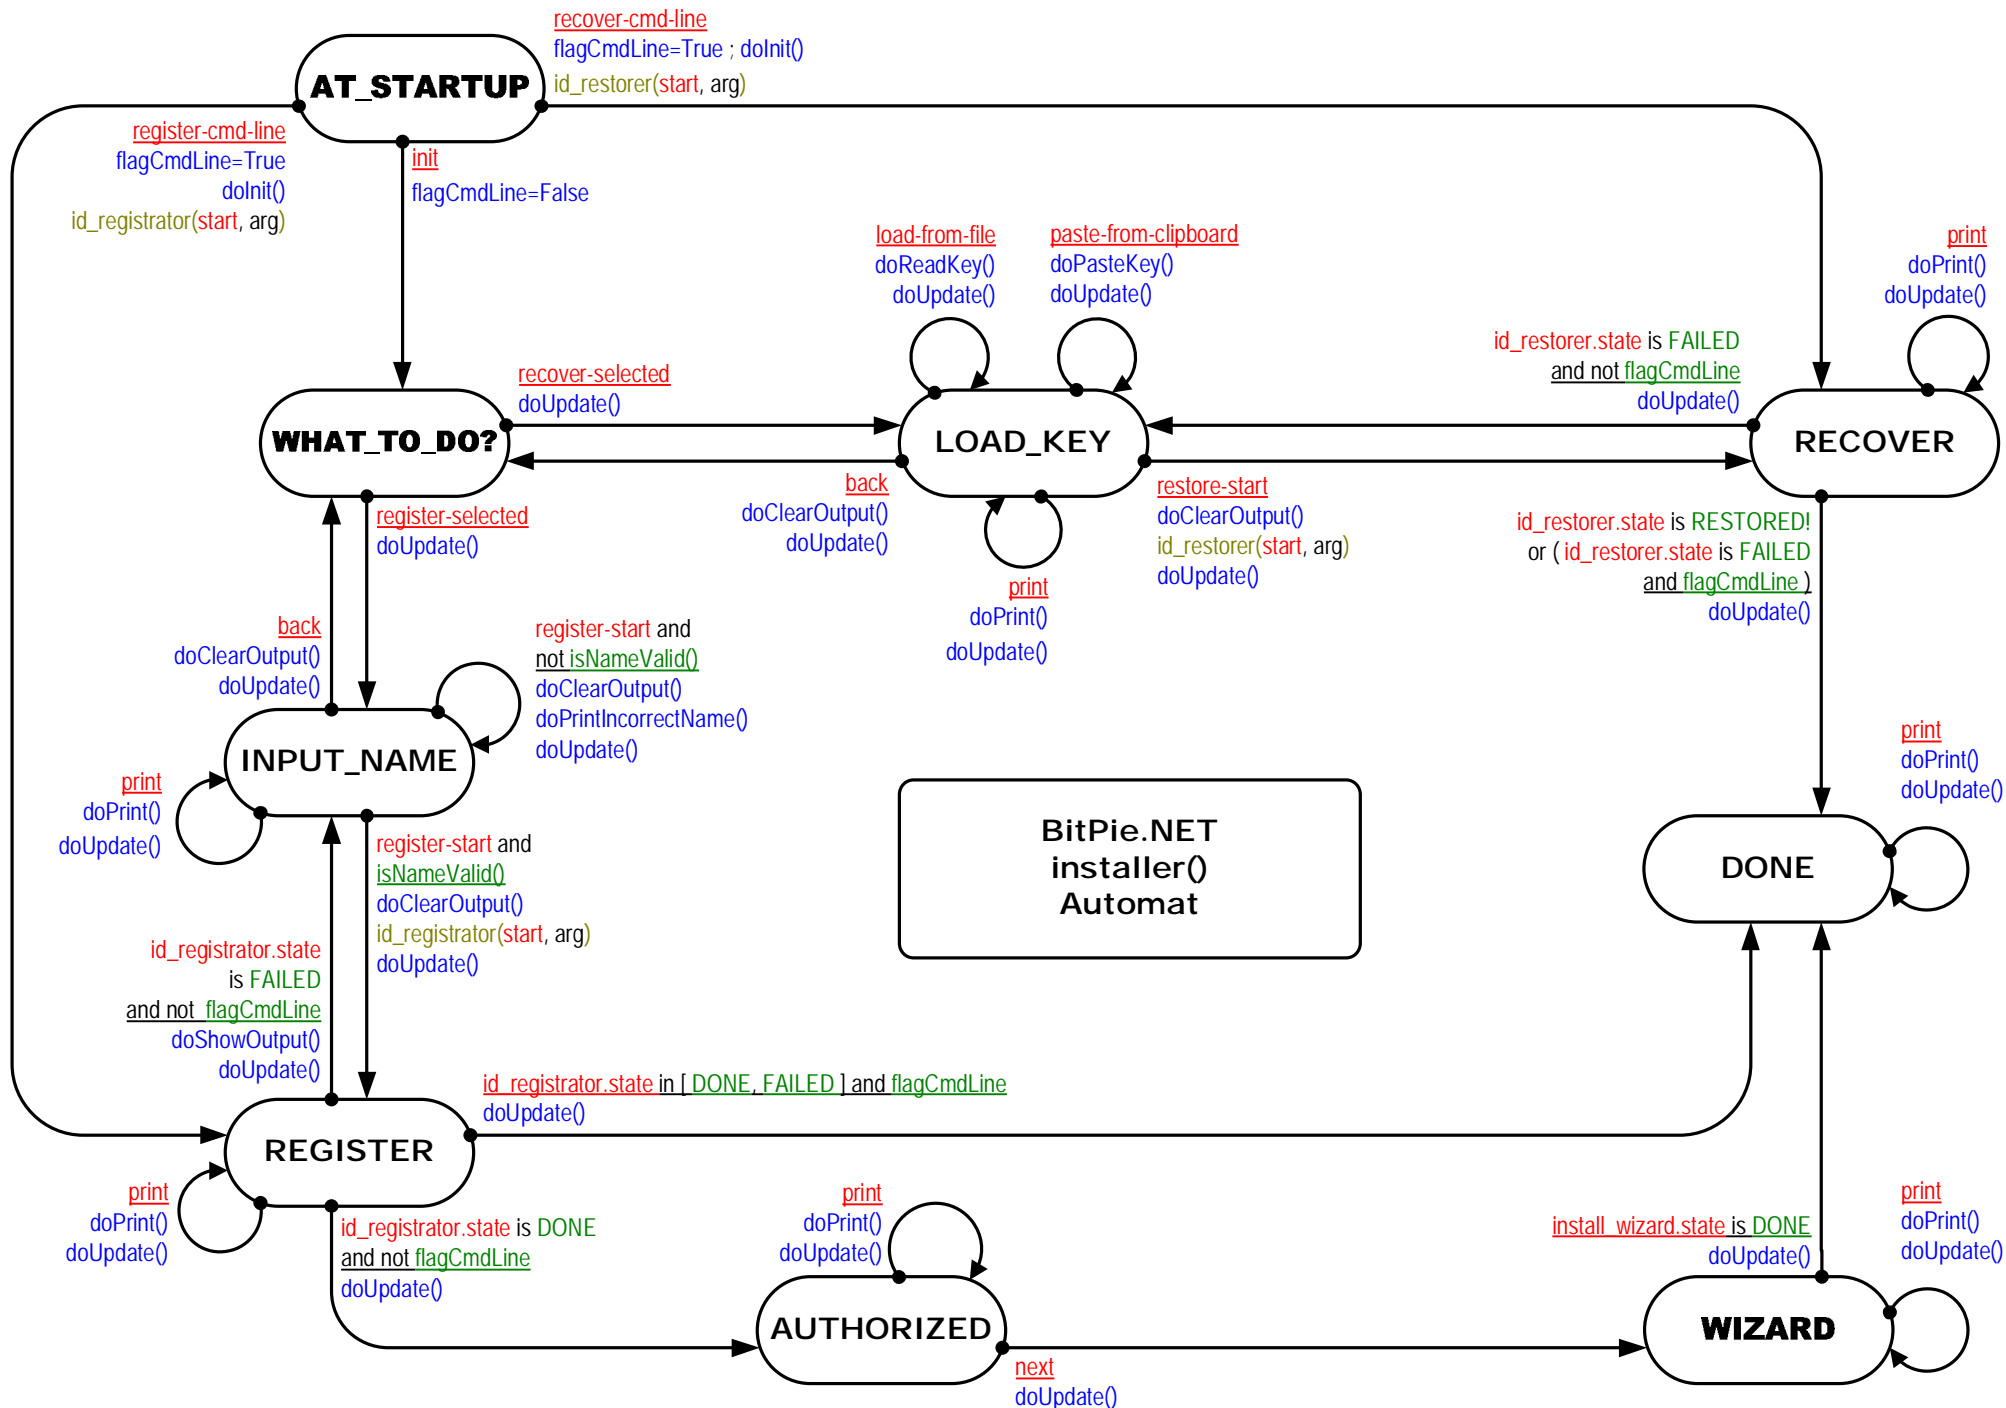 recover-cmd-line
flagCmdLine=True ; doInit()
id_restorer(start, arg)
AT_STARTUP
register-cmd-line
flagCmdLine=True
doInit()
id_registrator(start, arg)
init
flagCmdLine=False
load-from-file
doReadKey()
doUpdate()
paste-from-clipboard
doPasteKey()
doUpdate()
print
doPrint()
doUpdate()
id_restorer.state is FAILED
and not flagCmdLine
doUpdate()
recover-selected
doUpdate()
WHAT_TO_DO?
LOAD_KEY
RECOVER
back
doClearOutput()
doUpdate()
restore-start
doClearOutput()
id_restorer(start, arg)
doUpdate()
register-selected
doUpdate()
id_restorer.state is RESTORED!
or ( id_restorer.state is FAILED
and flagCmdLine )
doUpdate()
print
doPrint()
doUpdate()
back
doClearOutput()
doUpdate()
register-start and
not isNameValid()
doClearOutput()
doPrintIncorrectName()
doUpdate()
INPUT_NAME
print
doPrint()
doUpdate()
print
doPrint()
doUpdate()
BitPie.NET
installer()
Automat
DONE
register-start and
isNameValid()
doClearOutput()
id_registrator(start, arg)
doUpdate()
id_registrator.state
is FAILED
and not flagCmdLine
doShowOutput()
doUpdate()
id_registrator.state in [ DONE, FAILED ] and flagCmdLine
doUpdate()
REGISTER
print
doPrint()
doUpdate()
id_registrator.state is DONE
and not flagCmdLine
doUpdate()
print
doPrint()
doUpdate()
install_wizard.state is DONE
doUpdate()
print
doPrint()
doUpdate()
AUTHORIZED
WIZARD
next
doUpdate()